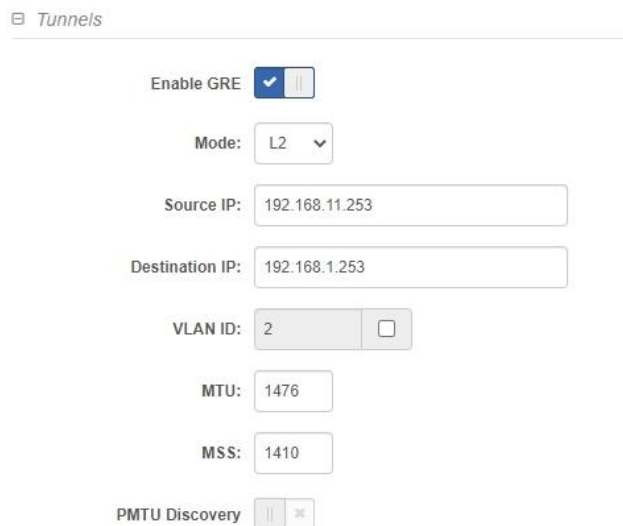 Tunnels
Enable GRE
Mode: L2
Source IP: 192.168.11.253
Destination IP: 192.168.1.253
VLAN ID: 2
MTU: 1476
MSS: 1410
PMTU Discovery